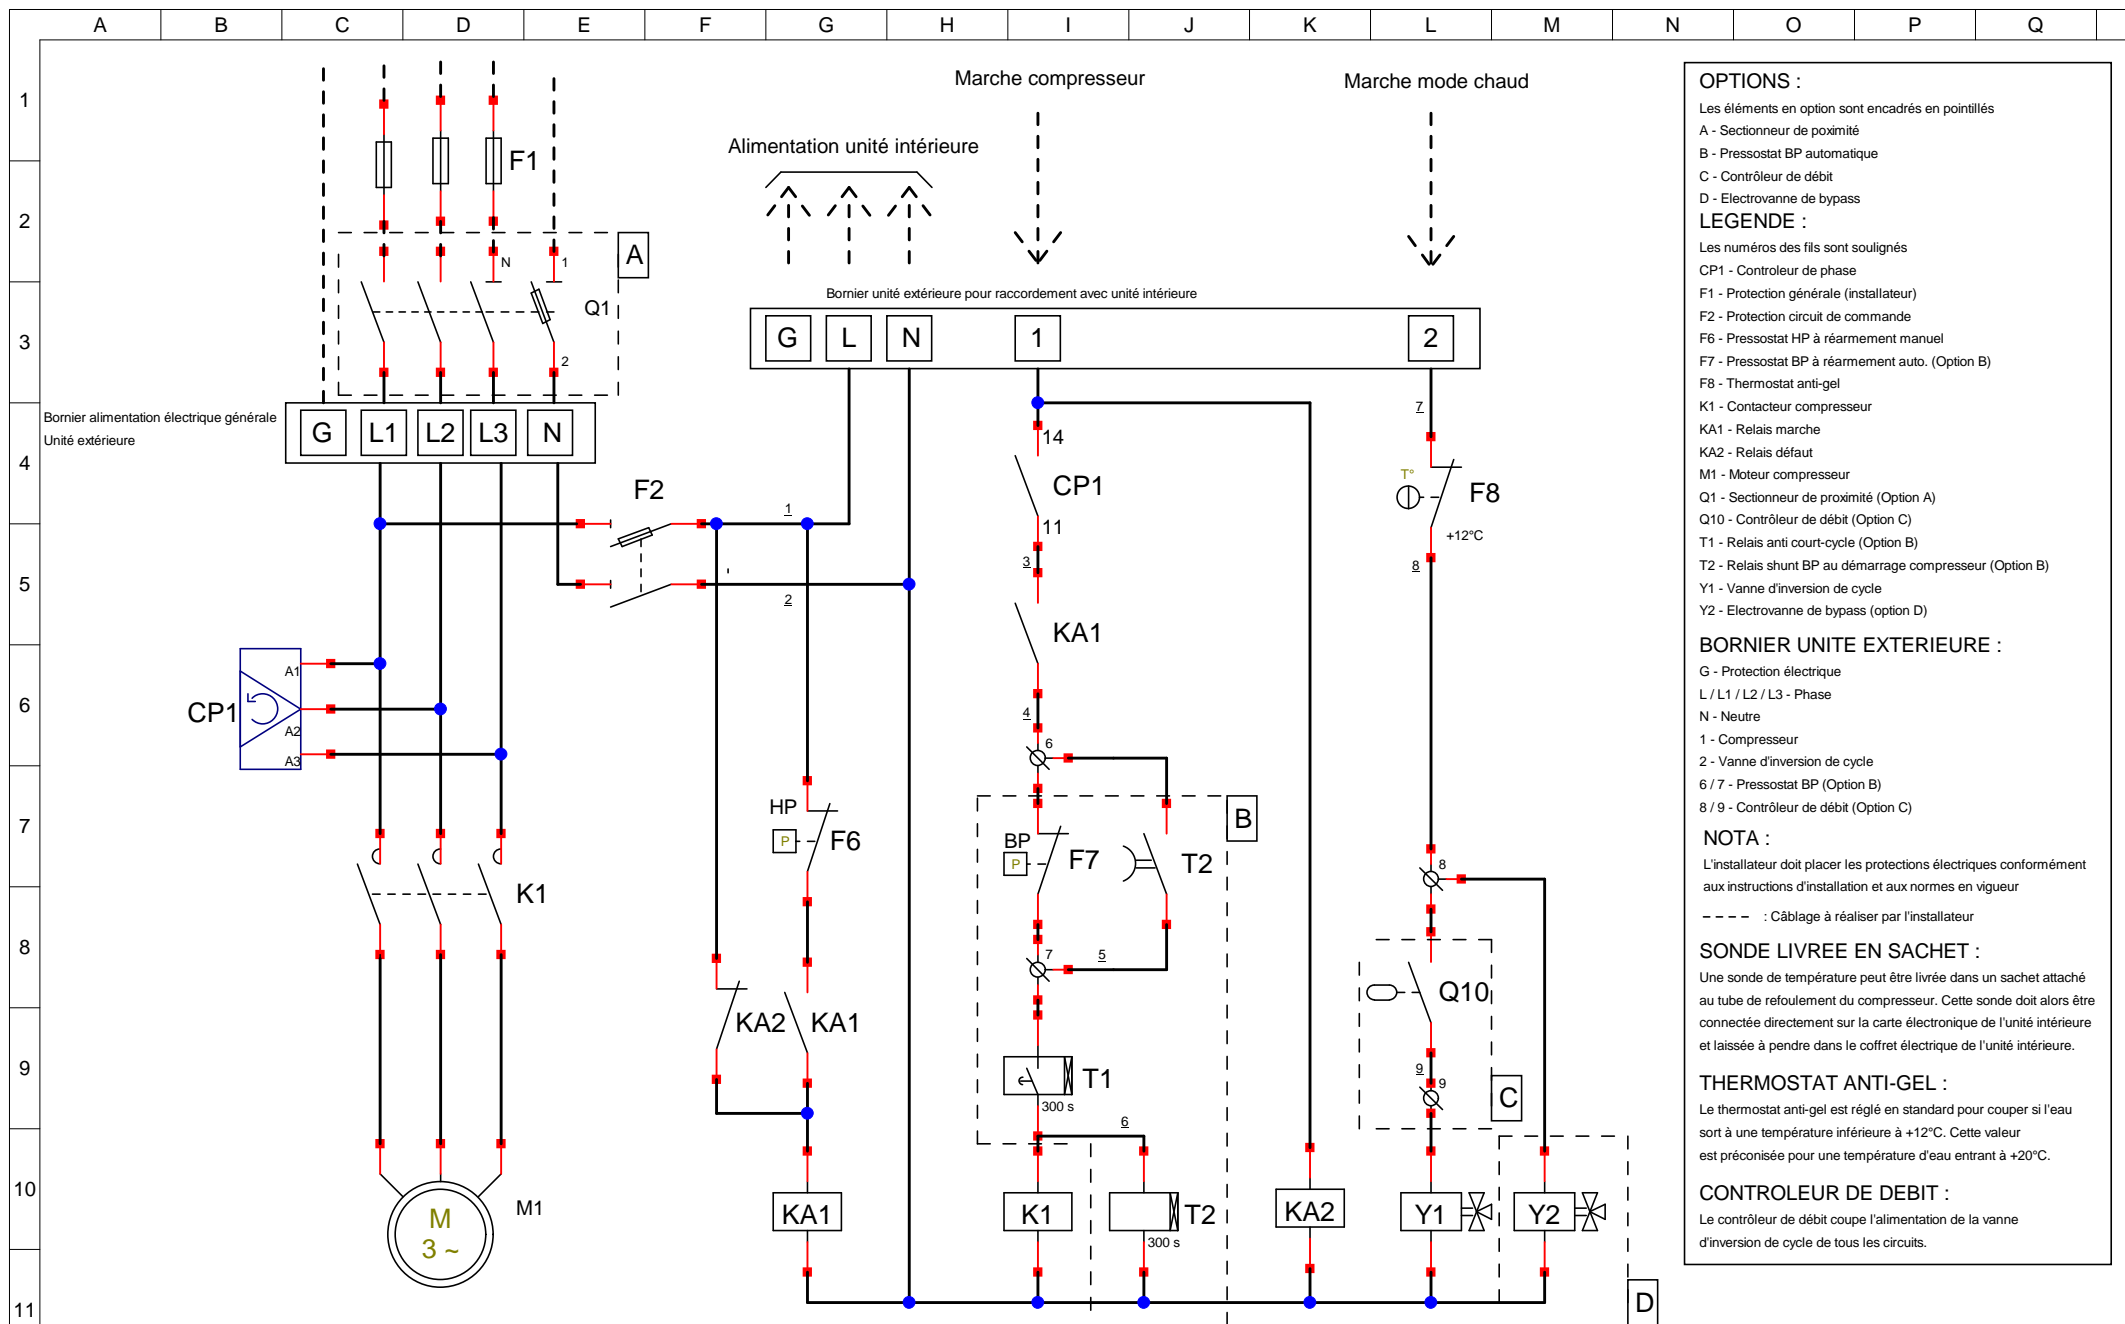 A B C D E F G H I J K L M N O P Q
1
2
3
4
5
6
7
8
9
10
11
Marche compresseur
Marche mode chaud
Alimentation unité intérieure
F1
A
N
1
Q1
2
Bornier unité extérieure pour raccordement avec unité intérieure
G L N 1 2
Bornier alimentation électrique générale
Unité extérieure
G L1 L2 L3 N
F2
1
2
14
CP1
11
3
KA1
4
6
7
T°
F8
+12°C
8
CP1
A1
A2
A3
HP
P
F6
BP
P
F7
T2
B
K1
7
5
8
KA2
KA1
Q10
T1
300 s
9
9
C
6
M
3 ~
M1
KA1
K1
T2
300 s
KA2
Y1
Y2
D
OPTIONS :
Les éléments en option sont encadrés en pointillés
A - Sectionneur de poximité
B - Pressostat BP automatique
C - Contrôleur de débit
D - Electrovanne de bypass
LEGENDE :
Les numéros des fils sont soulignés
CP1 - Controleur de phase
F1 - Protection générale (installateur)
F2 - Protection circuit de commande
F6 - Pressostat HP à réarmement manuel
F7 - Pressostat BP à réarmement auto. (Option B)
F8 - Thermostat anti-gel
K1 - Contacteur compresseur
KA1 - Relais marche
KA2 - Relais défaut
M1 - Moteur compresseur
Q1 - Sectionneur de proximité (Option A)
Q10 - Contrôleur de débit (Option C)
T1 - Relais anti court-cycle (Option B)
T2 - Relais shunt BP au démarrage compresseur (Option B)
Y1 - Vanne d'inversion de cycle
Y2 - Electrovanne de bypass (option D)
BORNIER UNITE EXTERIEURE :
G - Protection électrique
L / L1 / L2 / L3 - Phase
N - Neutre
1 - Compresseur
2 - Vanne d'inversion de cycle
6 / 7 - Pressostat BP (Option B)
8 / 9 - Contrôleur de débit (Option C)
NOTA :
L'installateur doit placer les protections électriques conformément
aux instructions d'installation et aux normes en vigueur
---- : Câblage à réaliser par l'installateur
SONDE LIVREE EN SACHET :
Une sonde de température peut être livrée dans un sachet attaché
au tube de refoulement du compresseur. Cette sonde doit alors être
connectée directement sur la carte électronique de l'unité intérieure
et laissée à pendre dans le coffret électrique de l'unité intérieure.
THERMOSTAT ANTI-GEL :
Le thermostat anti-gel est réglé en standard pour couper si l'eau
sort à une température inférieure à +12°C. Cette valeur
est préconisée pour une température d'eau entrant à +20°C.
CONTROLEUR DE DEBIT :
Le contrôleur de débit coupe l'alimentation de la vanne
d'inversion de cycle de tous les circuits.